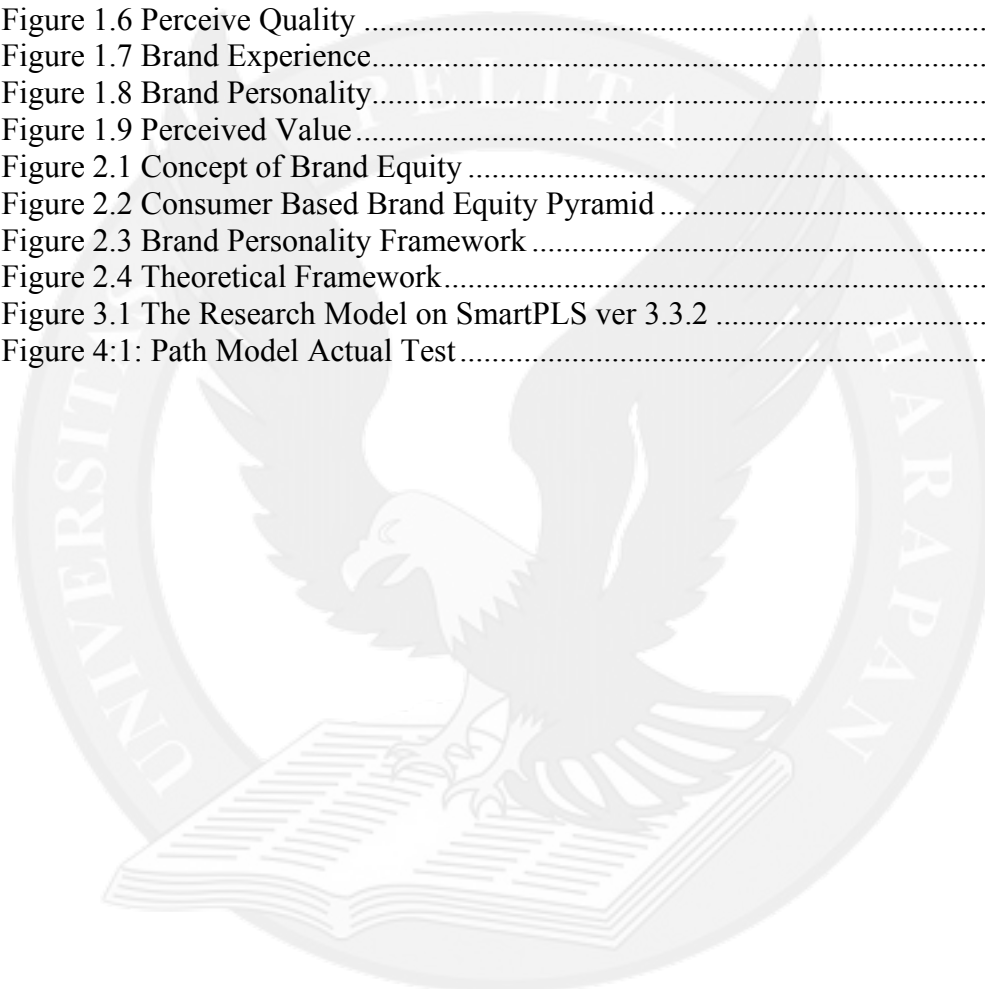 Figure 1.6 Perceive Quality ................................................................................
Figure 1.7 Brand Experience...............................................................................
Figure 1.8 Brand Personality...............................................................................
Figure 1.9 Perceived Value .................................................................................
Figure 2.1 Concept of Brand Equity ...................................................................
Figure 2.2 Consumer Based Brand Equity Pyramid ..........................................
Figure 2.3 Brand Personality Framework ...........................................................
Figure 2.4 Theoretical Framework......................................................................
Figure 3.1 The Research Model on SmartPLS ver 3.3.2 ...................................
Figure 4:1: Path Model Actual Test ....................................................................
UNIVERSITAS PELITA HARAPAN